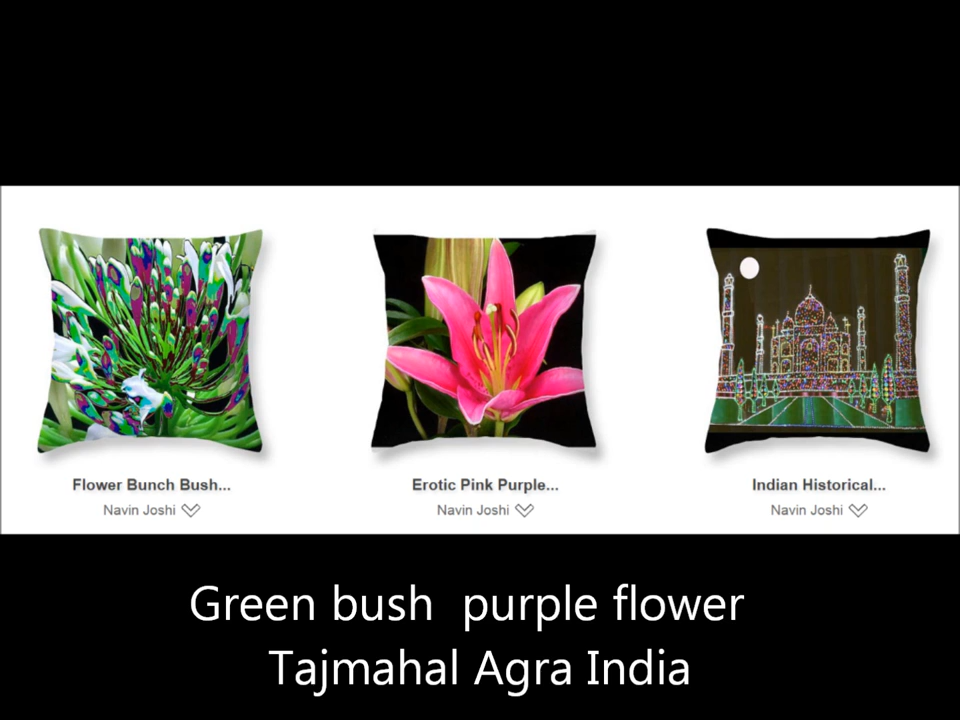 Flower Bunch Bush...
Navin Joshi
Erotic Pink Purple...
Navin Joshi
Indian Historical...
Navin Joshi
Green bush  purple flower
Tajmahal Agra India